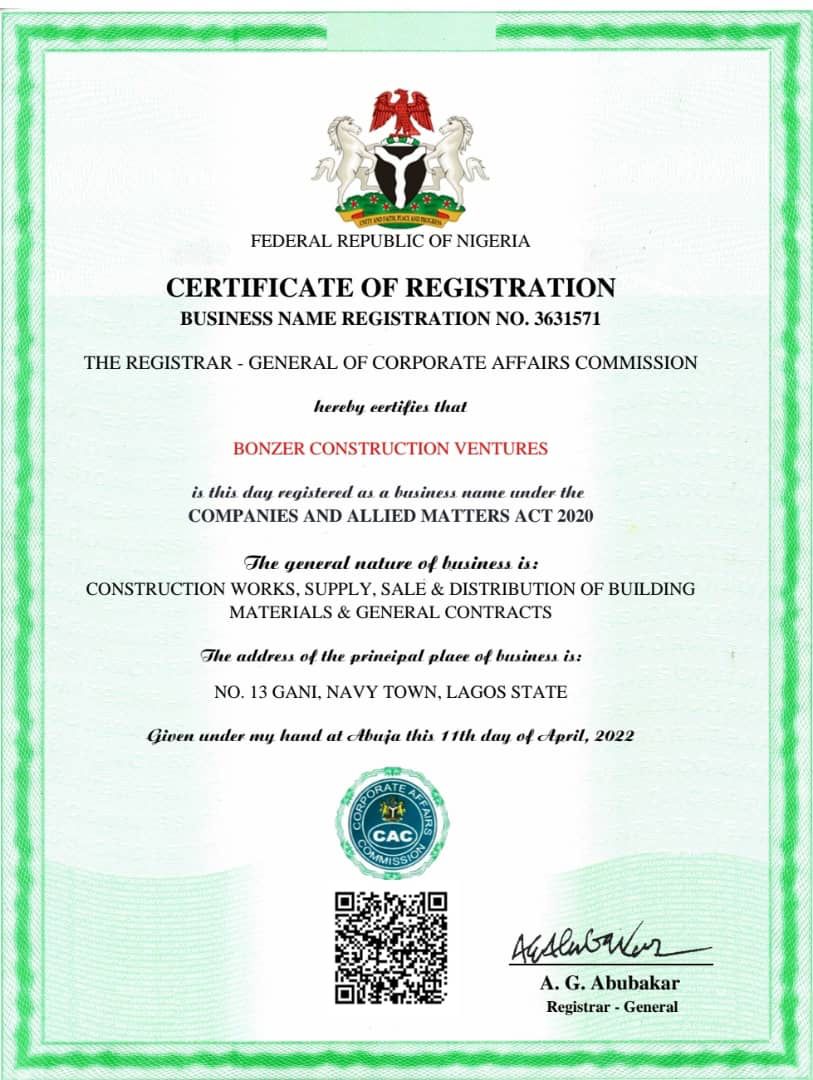 UNITY AND FAITH, PEACE AND PROGRESS
FEDERAL REPUBLIC OF NIGERIA
CERTIFICATE OF REGISTRATION
BUSINESS NAME REGISTRATION NO. 3631571
THE REGISTRAR - GENERAL OF CORPORATE AFFAIRS COMMISSION
hereby certifies that
BONZER CONSTRUCTION VENTURES
is this day registered as a business name under the
COMPANIES AND ALLIED MATTERS ACT 2020
The general nature of business is:
CONSTRUCTION WORKS, SUPPLY, SALE & DISTRIBUTION OF BUILDING
MATERIALS & GENERAL CONTRACTS
The address of the principal place of business is:
NO. 13 GANI, NAVY TOWN, LAGOS STATE
Given under my hand at Abuja this 11th day of April, 2022
CORPORATE AFFAIRS
CAC
COMMISSION
A. G. Abubakar
Registrar - General